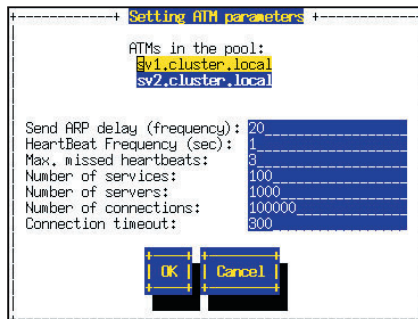 Setting ATM parameters
ATMs in the pool:
sv1.cluster.local
sv2.cluster.local
Send ARP delay (frequency): 20
HeartBeat Frequency (sec): 1
Max. missed heartbeats: 3
Number of services: 100
Number of servers: 1000
Number of connections: 100000
Connection timeout: 300
OK Cancel